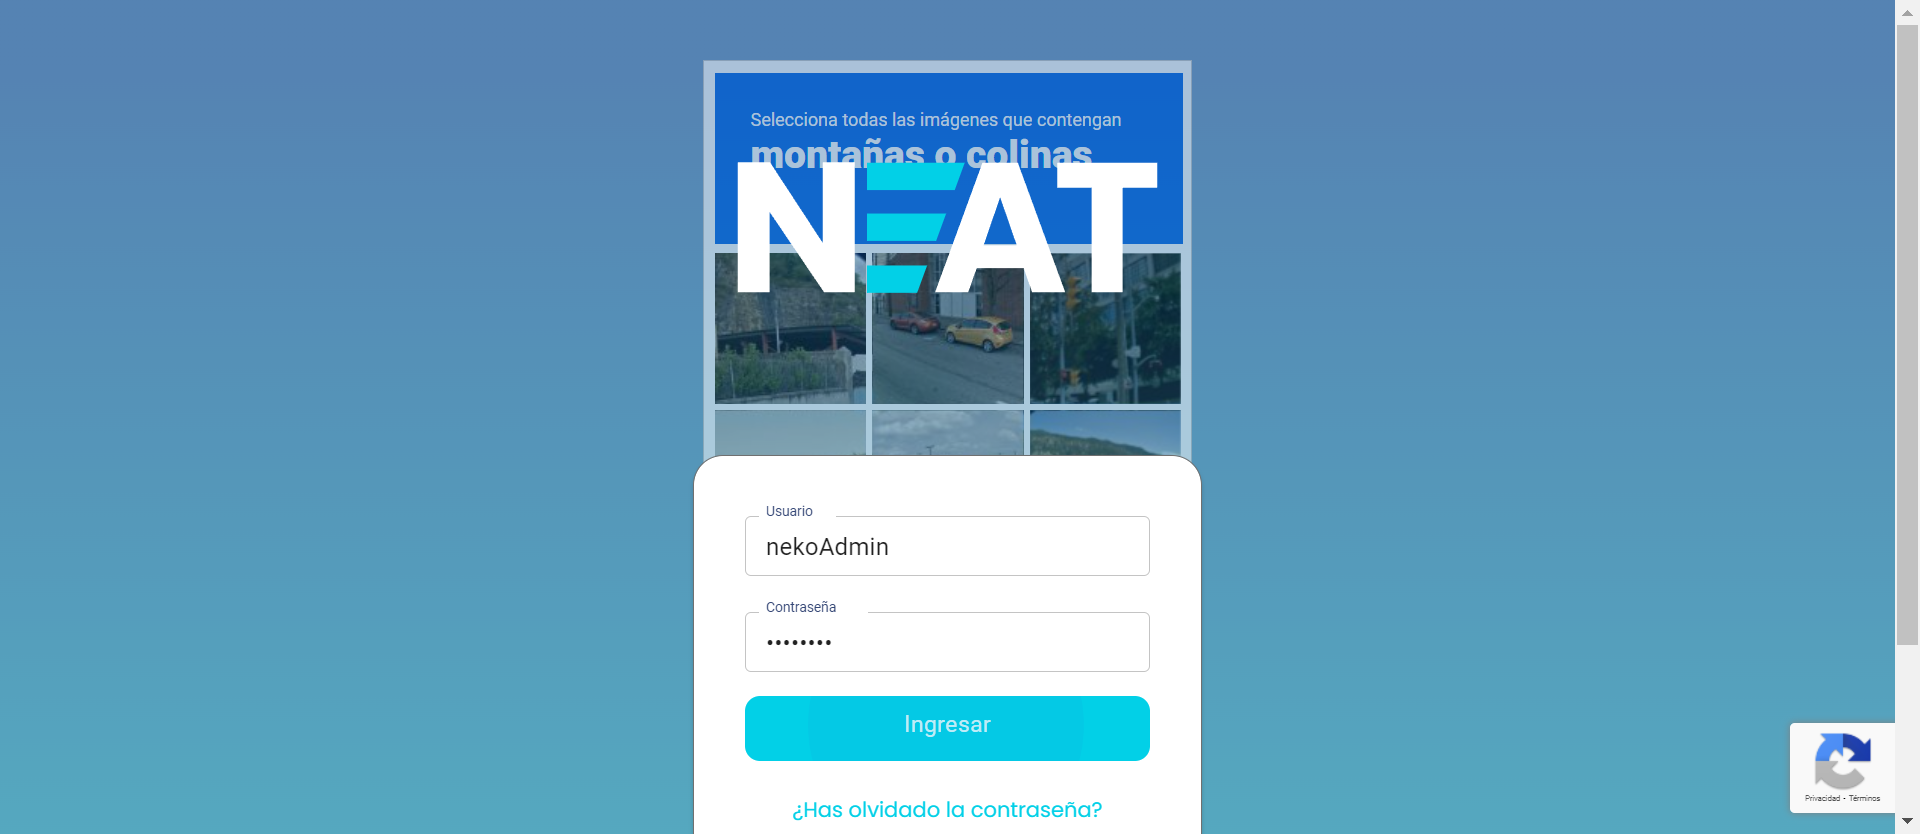 Selecciona todas las imágenes que contengan
montañas o colinas
NEAT
Usuario
nekoAdmin
Contraseña
••••••••
Ingresar
¿Has olvidado la contraseña?
Privacidad - Términos